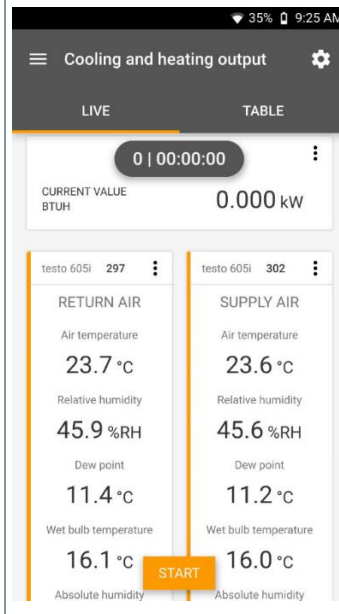 35% 9:25 AM
Cooling and heating output
LIVE TABLE
0 | 00:00:00
CURRENT VALUE
BTUH
0.000 kW
testo 605i 297
RETURN AIR
Air temperature
23.7 °C
Relative humidity
45.9 %RH
Dew point
11.4 °C
Wet bulb temperature
16.1 °C
Absolute humidity
testo 605i 302
SUPPLY AIR
Air temperature
23.6 °C
Relative humidity
45.6 %RH
Dew point
11.2 °C
Wet bulb temperature
16.0 °C
Absolute humidity
START